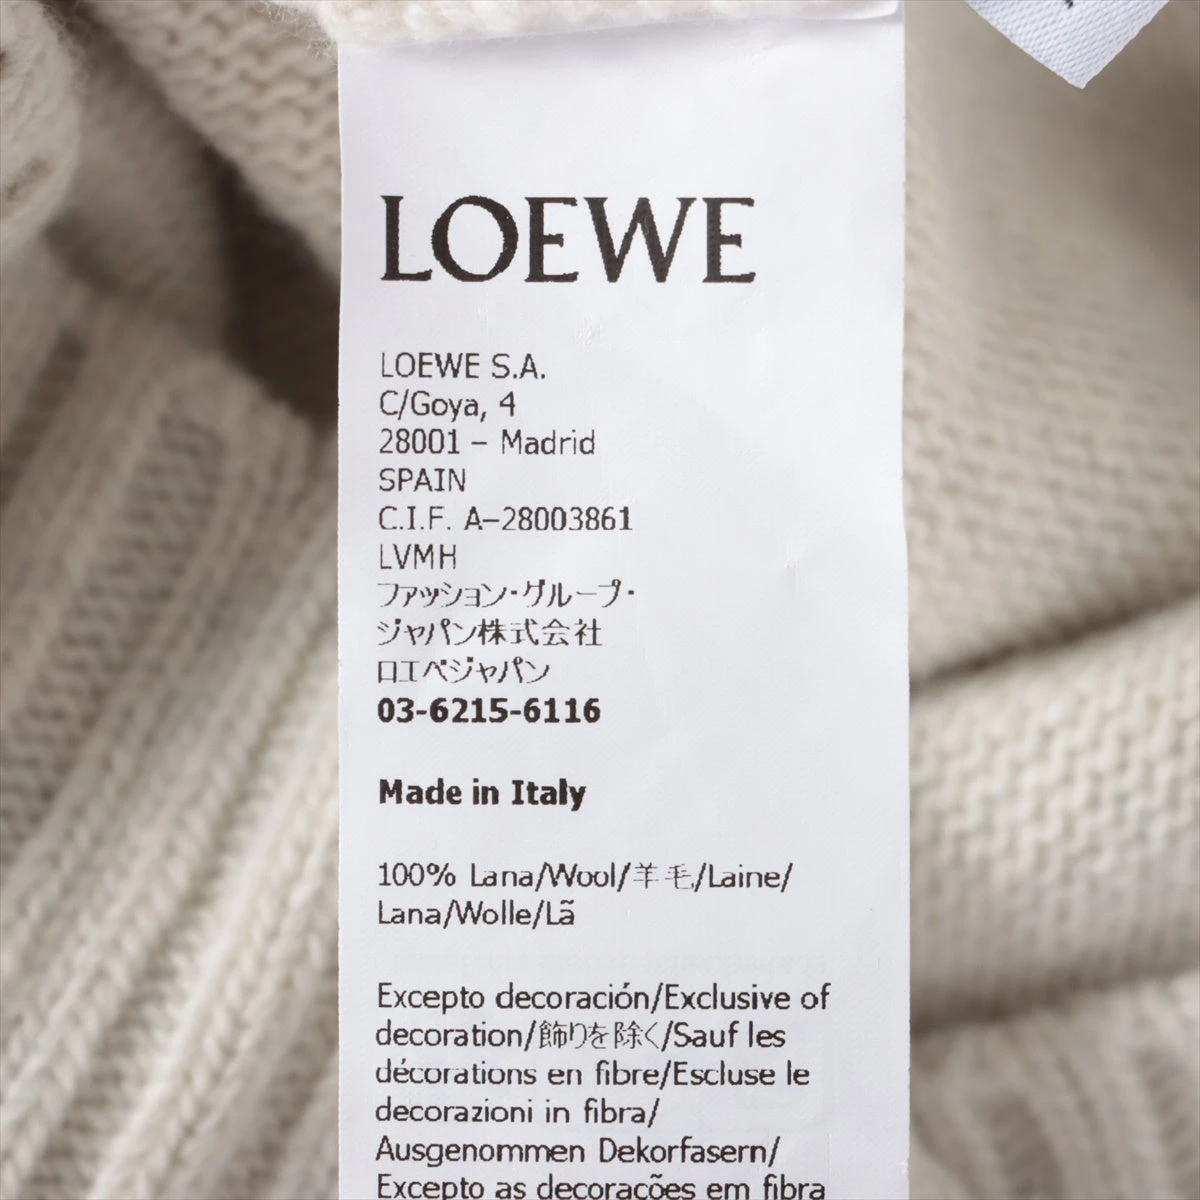 LOEWE
LOEWE S.A.
C/Goya, 4
28001 – Madrid
SPAIN
C.I.F. A–28003861
LVMH
ファッション・グループ・
ジャパン株式会社
ロエベジャパン
03-6215-6116
Made in Italy
100% Lana/Wool/羊毛/Laine/
Lana/Wolle/Lã
Excepto decoración/Exclusive of
decoration/飾りを除く/Sauf les
décorations en fibre/Escluse le
decorazioni in fibra/
Ausgenommen Dekorfasern/
Excepto as decorações em fibra